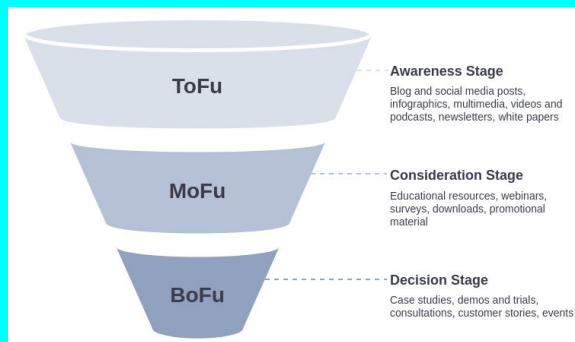 ToFu
Awareness Stage
Blog and social media posts,
infographics, multimedia, videos and
podcasts, newsletters, white papers
MoFu
Consideration Stage
Educational resources, webinars,
surveys, downloads, promotional
material
BoFu
Decision Stage
Case studies, demos and trials,
consultations, customer stories, events